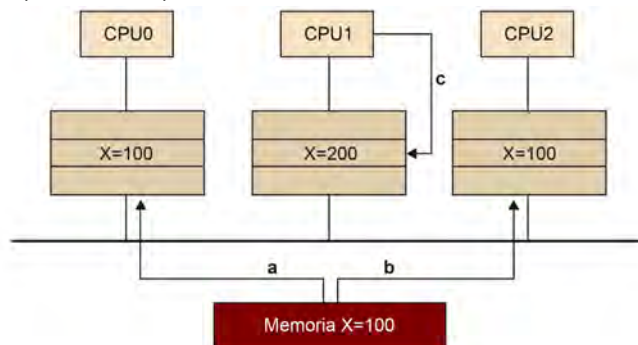 CPU0 CPU1 CPU2
c
X=100 X=200 X=100
a b
Memoria X=100